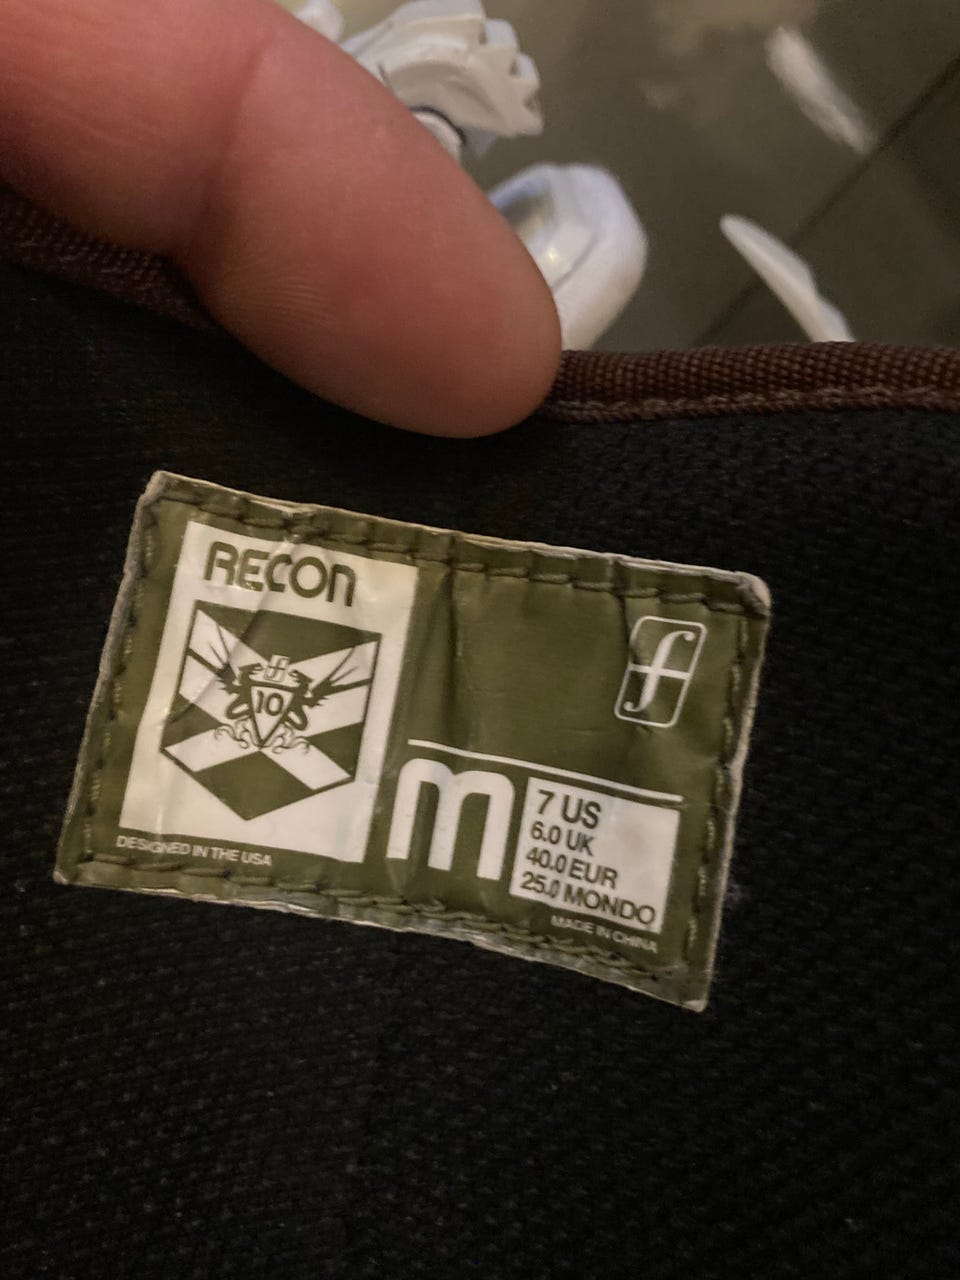 RECON
f
10
DESIGNED IN THE USA
f
m
7 US
6.0 UK
40.0 EUR
25.0 MONDO
MADE IN CHINA